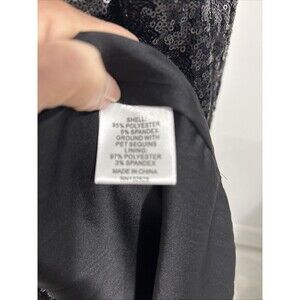 SHELL:
95% POLYESTER
5% SPANDEX
GROUND WITH
PET SEQUINS
LINING:
97% POLYESTER
3% SPANDEX
MADE IN CHINA